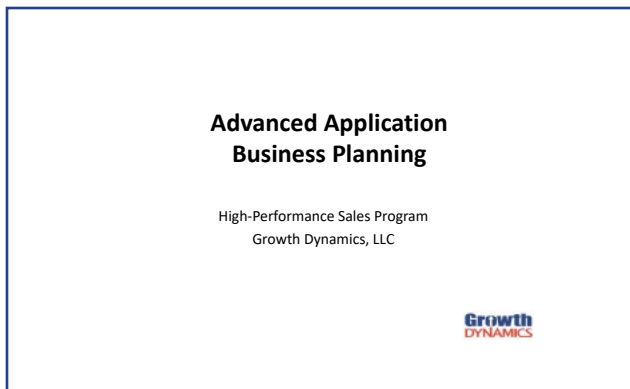 Advanced Application
Business Planning
High-Performance Sales Program
Growth Dynamics, LLC
Growth
DYNAMICS